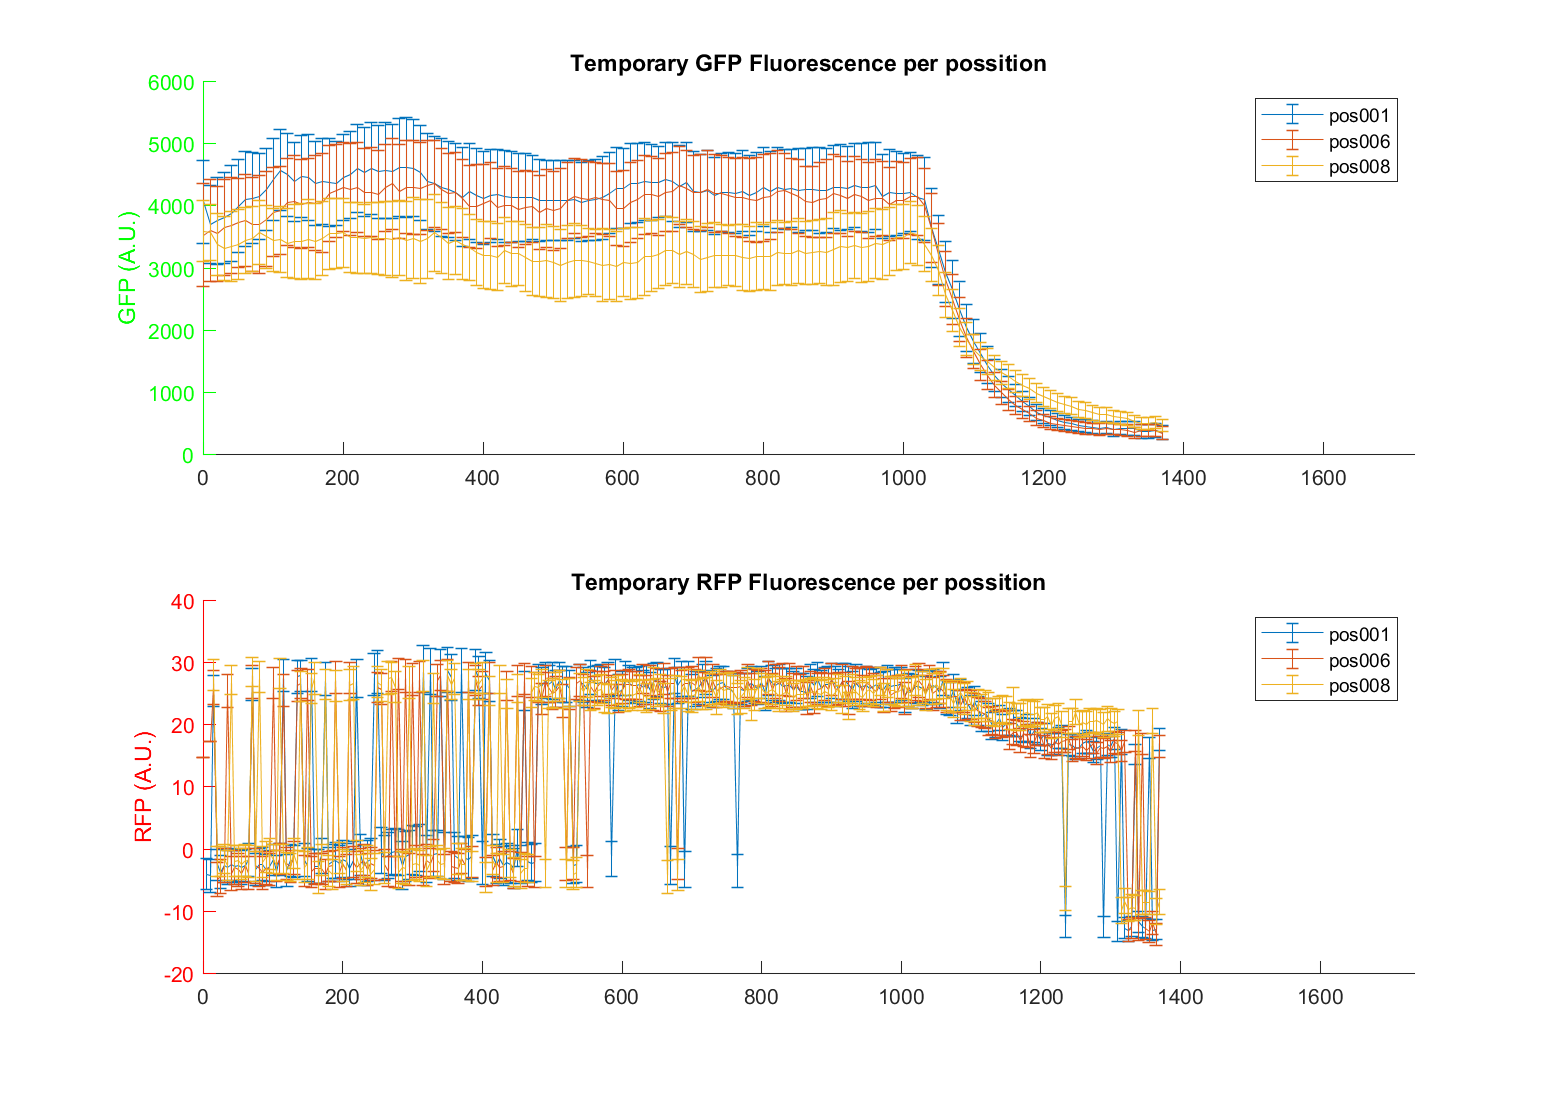 Temporary GFP Fluorescence per possition
GFP (A.U.)
6000
5000
4000
3000
2000
1000
0
0 200 400 600 800 1000 1200 1400 1600
pos001
pos006
pos008
Temporary RFP Fluorescence per possition
RFP (A.U.)
40
30
20
10
0
-10
-20
0 200 400 600 800 1000 1200 1400 1600
pos001
pos006
pos008